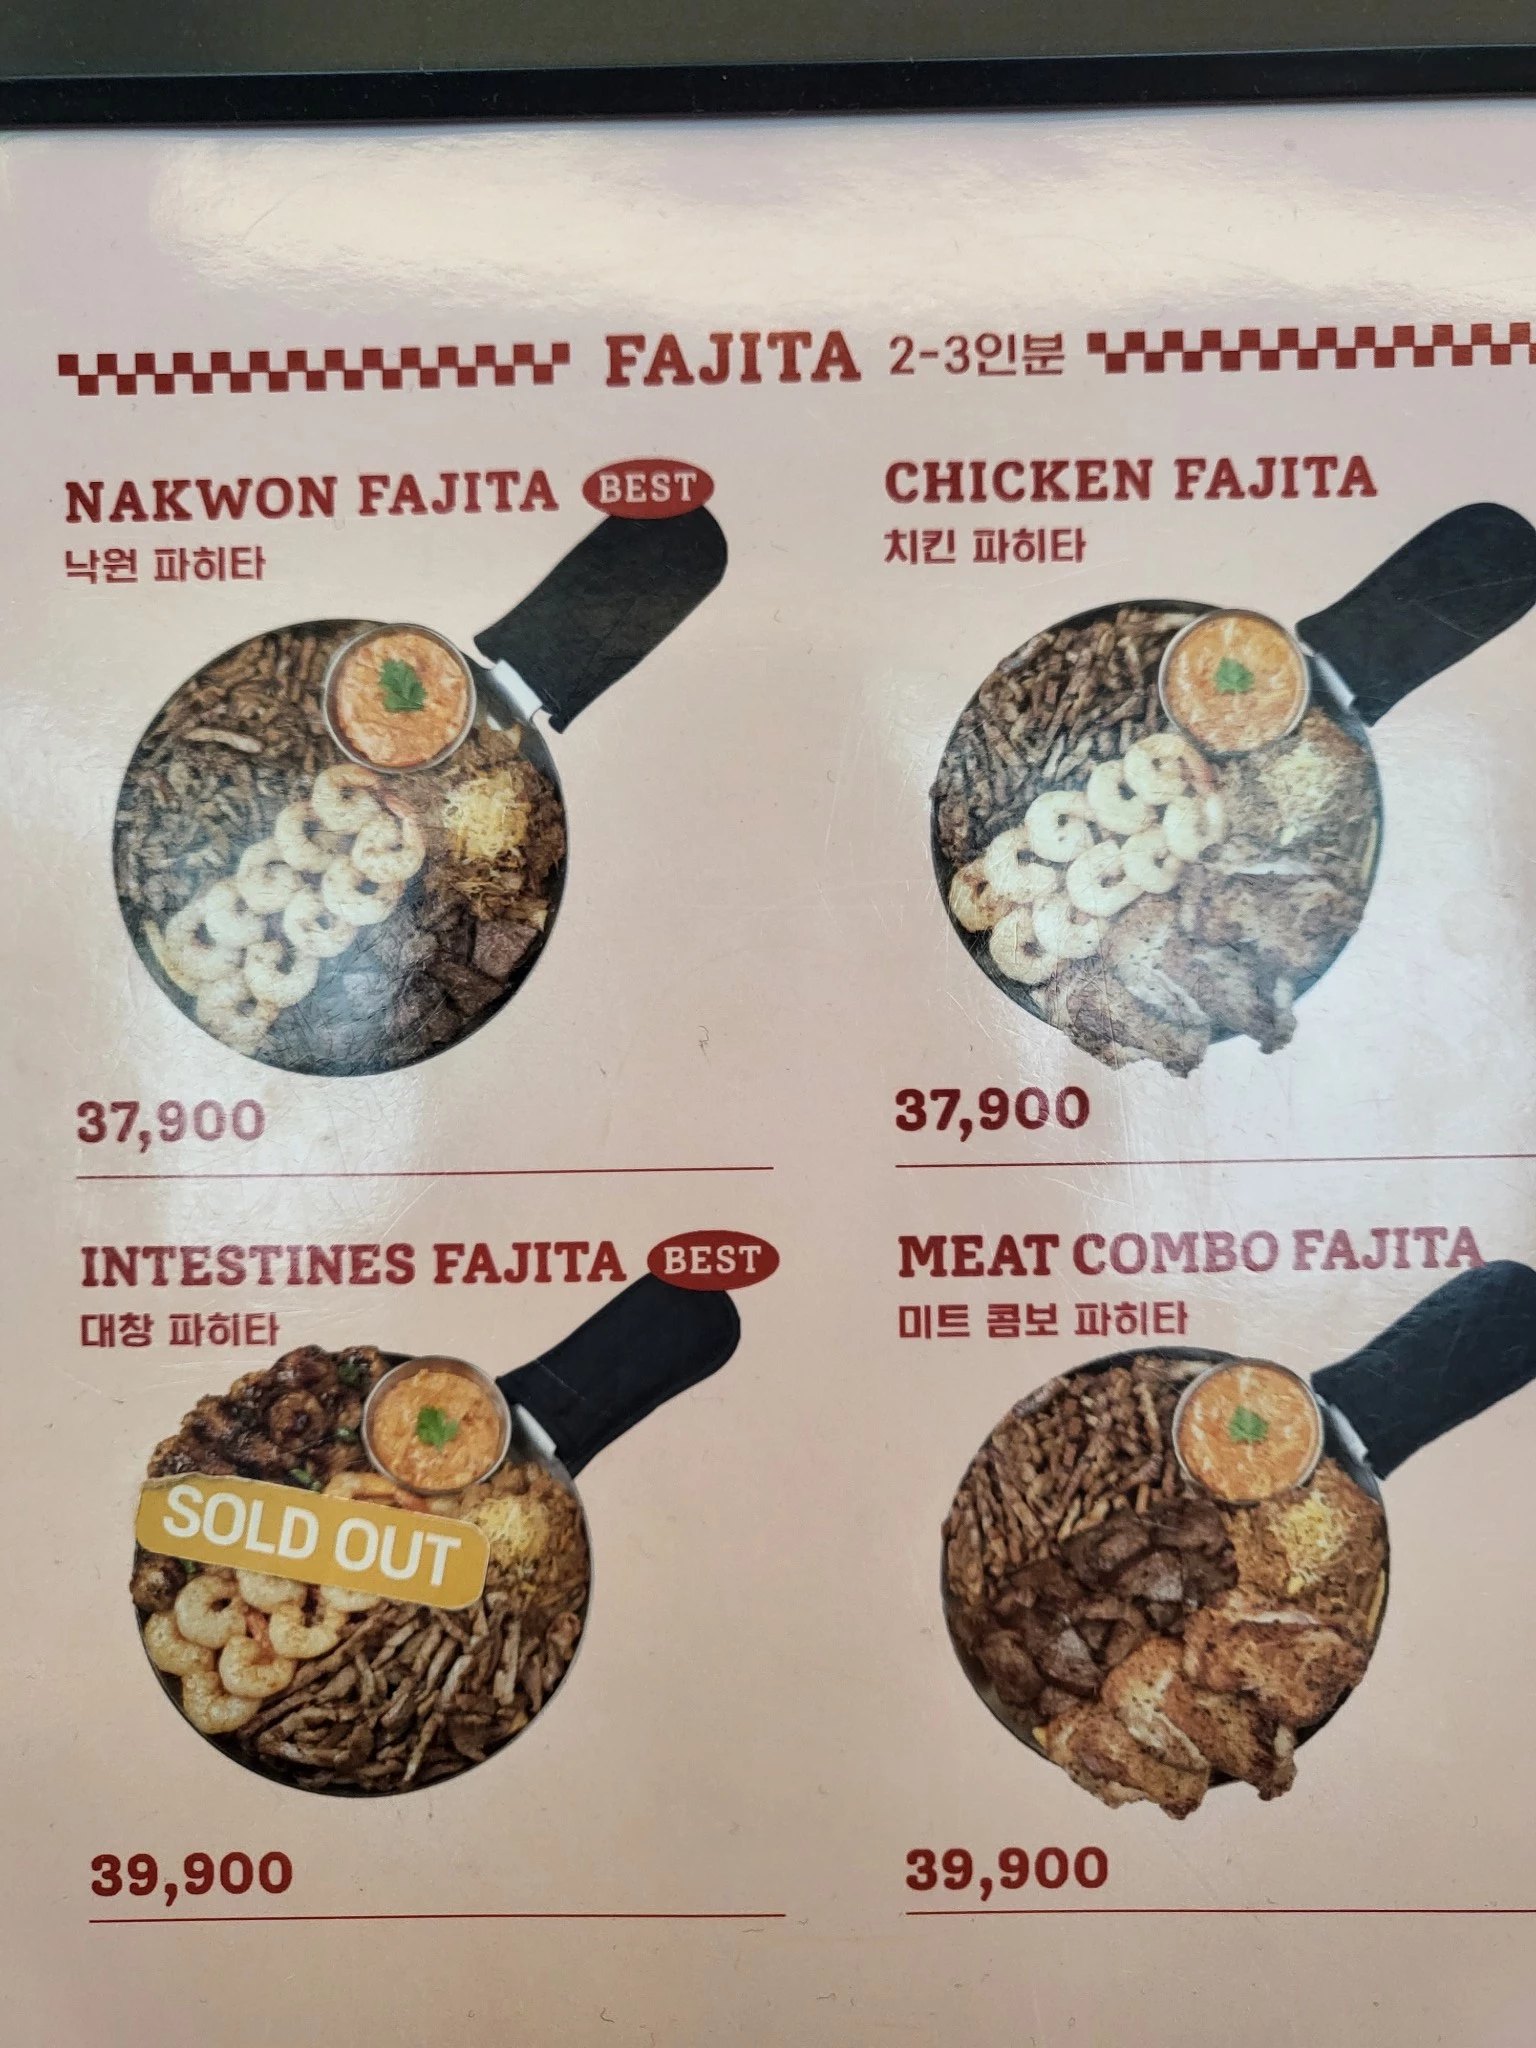 FAJITA 2-3인분
NAKWON FAJITA BEST
낙원 파히타
37,900
CHICKEN FAJITA
치킨 파히타
37,900
INTESTINES FAJITA BEST
대창 파히타
SOLD OUT
39,900
MEAT COMBO FAJITA
미트 콤보 파히타
39,900